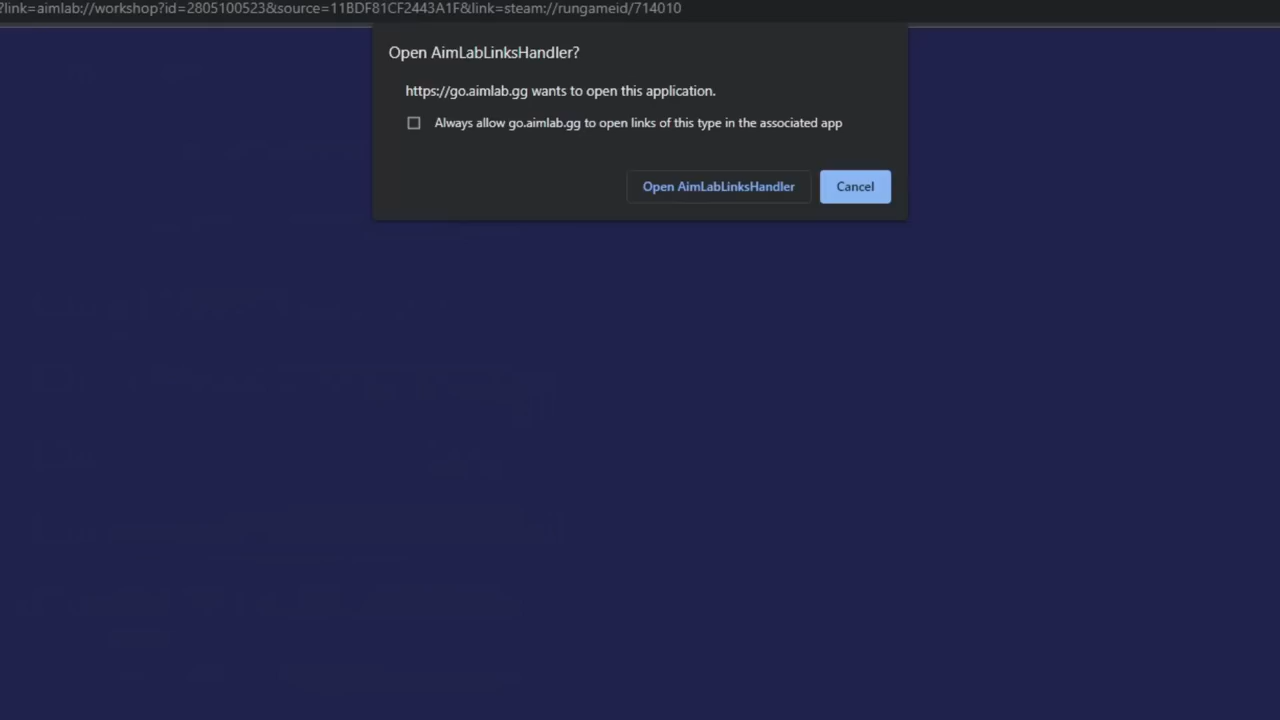 ?link=aimlab://workshop?id=2805100523&source=11BDF81CF2443A1F&link=steam://rungameid/714010
Open AimLabLinksHandler?
https://go.aimlab.gg wants to open this application.
Always allow go.aimlab.gg to open links of this type in the associated app
Open AimLabLinksHandler
Cancel